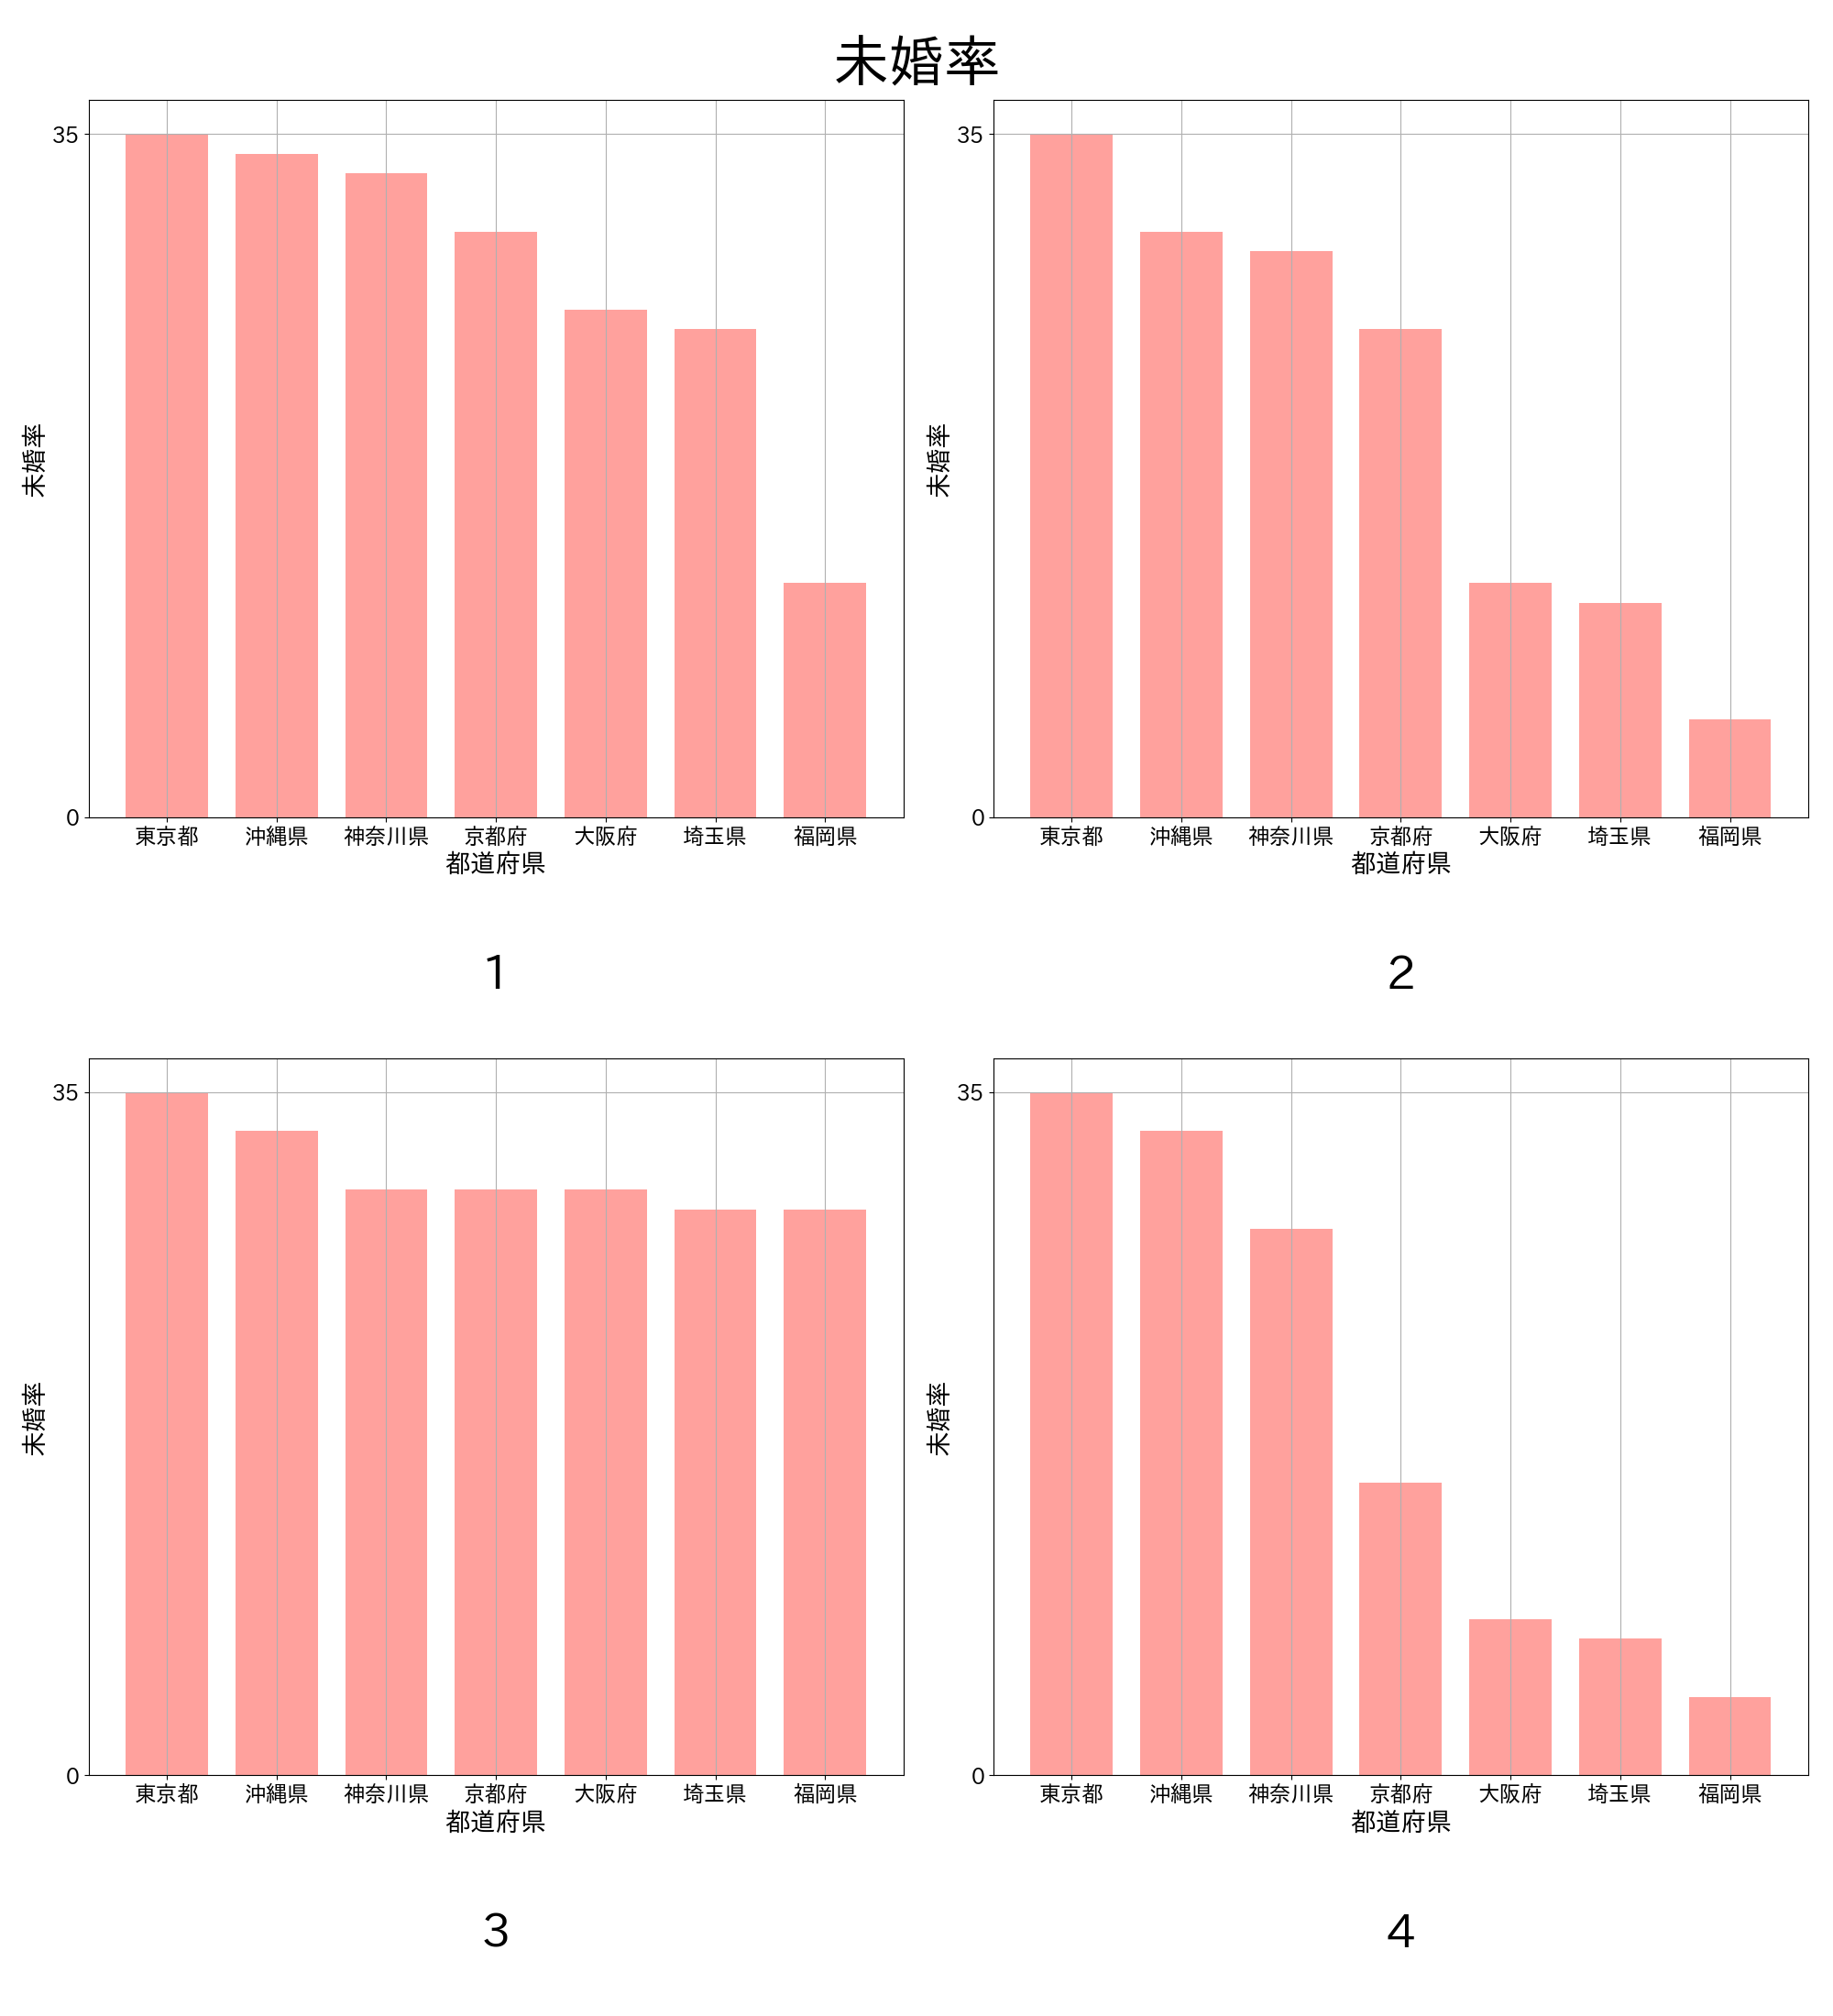 未婚率
35
0
未婚率
東京都 沖縄県 神奈川県 京都府 大阪府 埼玉県 福岡県
都道府県
1
35
0
未婚率
東京都 沖縄県 神奈川県 京都府 大阪府 埼玉県 福岡県
都道府県
2
35
0
未婚率
東京都 沖縄県 神奈川県 京都府 大阪府 埼玉県 福岡県
都道府県
3
35
0
未婚率
東京都 沖縄県 神奈川県 京都府 大阪府 埼玉県 福岡県
都道府県
4